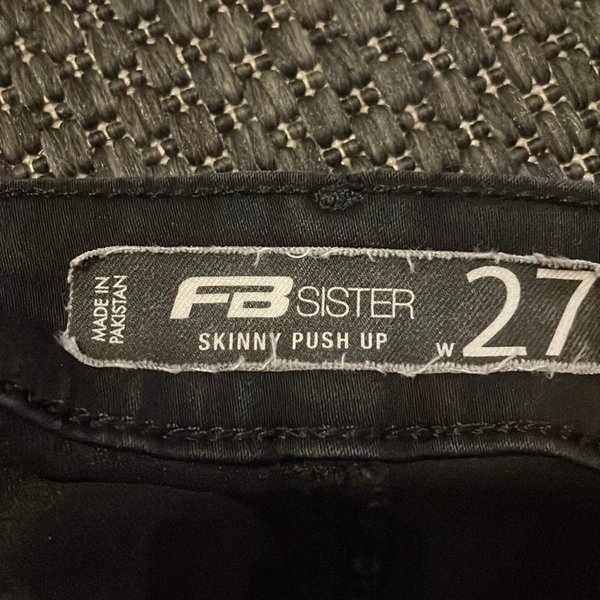 MADE IN
PAKISTAN
FB SISTER
SKINNY PUSH UP
W 27